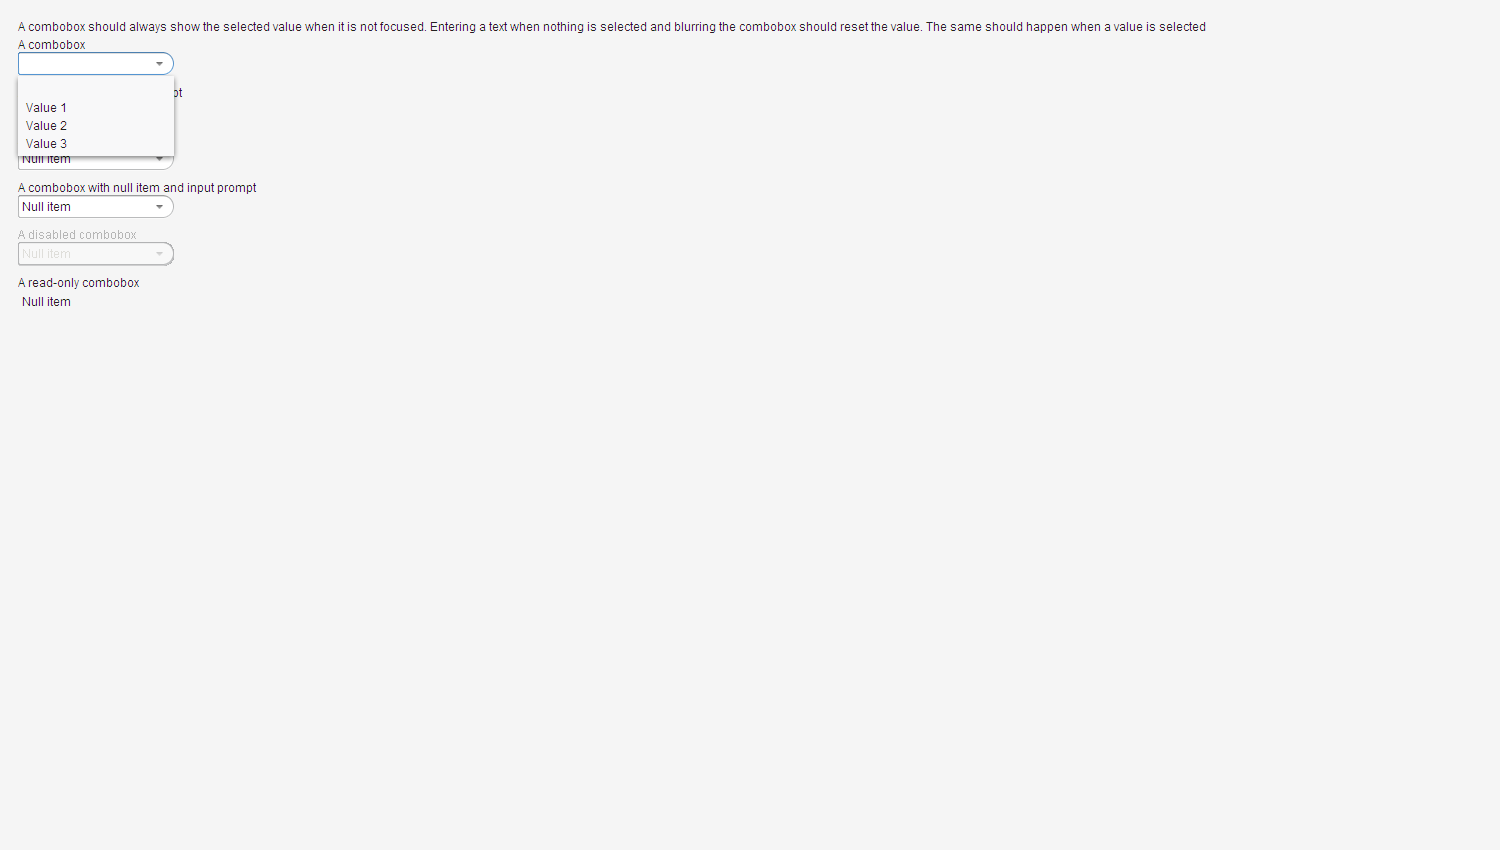 A combobox should always show the selected value when it is not focused. Entering a text when nothing is selected and blurring the combobox should reset the value. The same should happen when a value is selected
A combobox
Value 1
Value 2
Value 3
Null item
A combobox with null item and input prompt
Null item
A disabled combobox
Null item
A read-only combobox
Null item